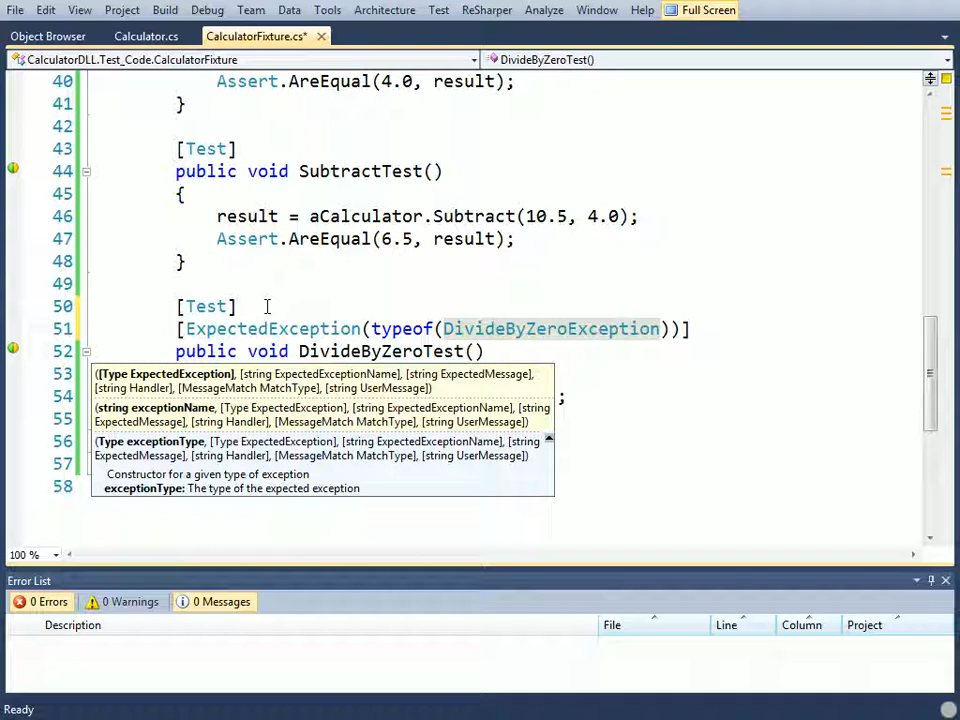 File Edit View Project Build Debug Team Data Tools Architecture Test ReSharper Analyze Window Help Full Screen
Object Browser Calculator.cs CalculatorFixture.cs*
CalculatorDLL.Test_Code.CalculatorFixture DivideByZeroTest()
40 Assert.AreEqual(4.0, result);
41 }
42
43 [Test]
44 public void SubtractTest()
45 {
46 result = aCalculator.Subtract(10.5, 4.0);
47 Assert.AreEqual(6.5, result);
48 }
49
50 [Test]
51 [ExpectedException(typeof(DivideByZeroException))]
52 public void DivideByZeroTest()
53 ([Type ExpectedException], [string ExpectedExceptionName], [string ExpectedMessage],
[string Handler], [MessageMatch MatchType], [string UserMessage])
54 ;
55 (string exceptionName, [Type ExpectedException], [string ExpectedExceptionName], [string
ExpectedMessage], [string Handler], [MessageMatch MatchType], [string UserMessage])
56 (Type exceptionType, [Type ExpectedException], [string ExpectedExceptionName], [string
57 ExpectedMessage], [string Handler], [MessageMatch MatchType], [string UserMessage])
Constructor for a given type of exception
58 exceptionType: The type of the expected exception
100 %
Error List
0 Errors 0 Warnings 0 Messages
Description File Line Column Project
Ready